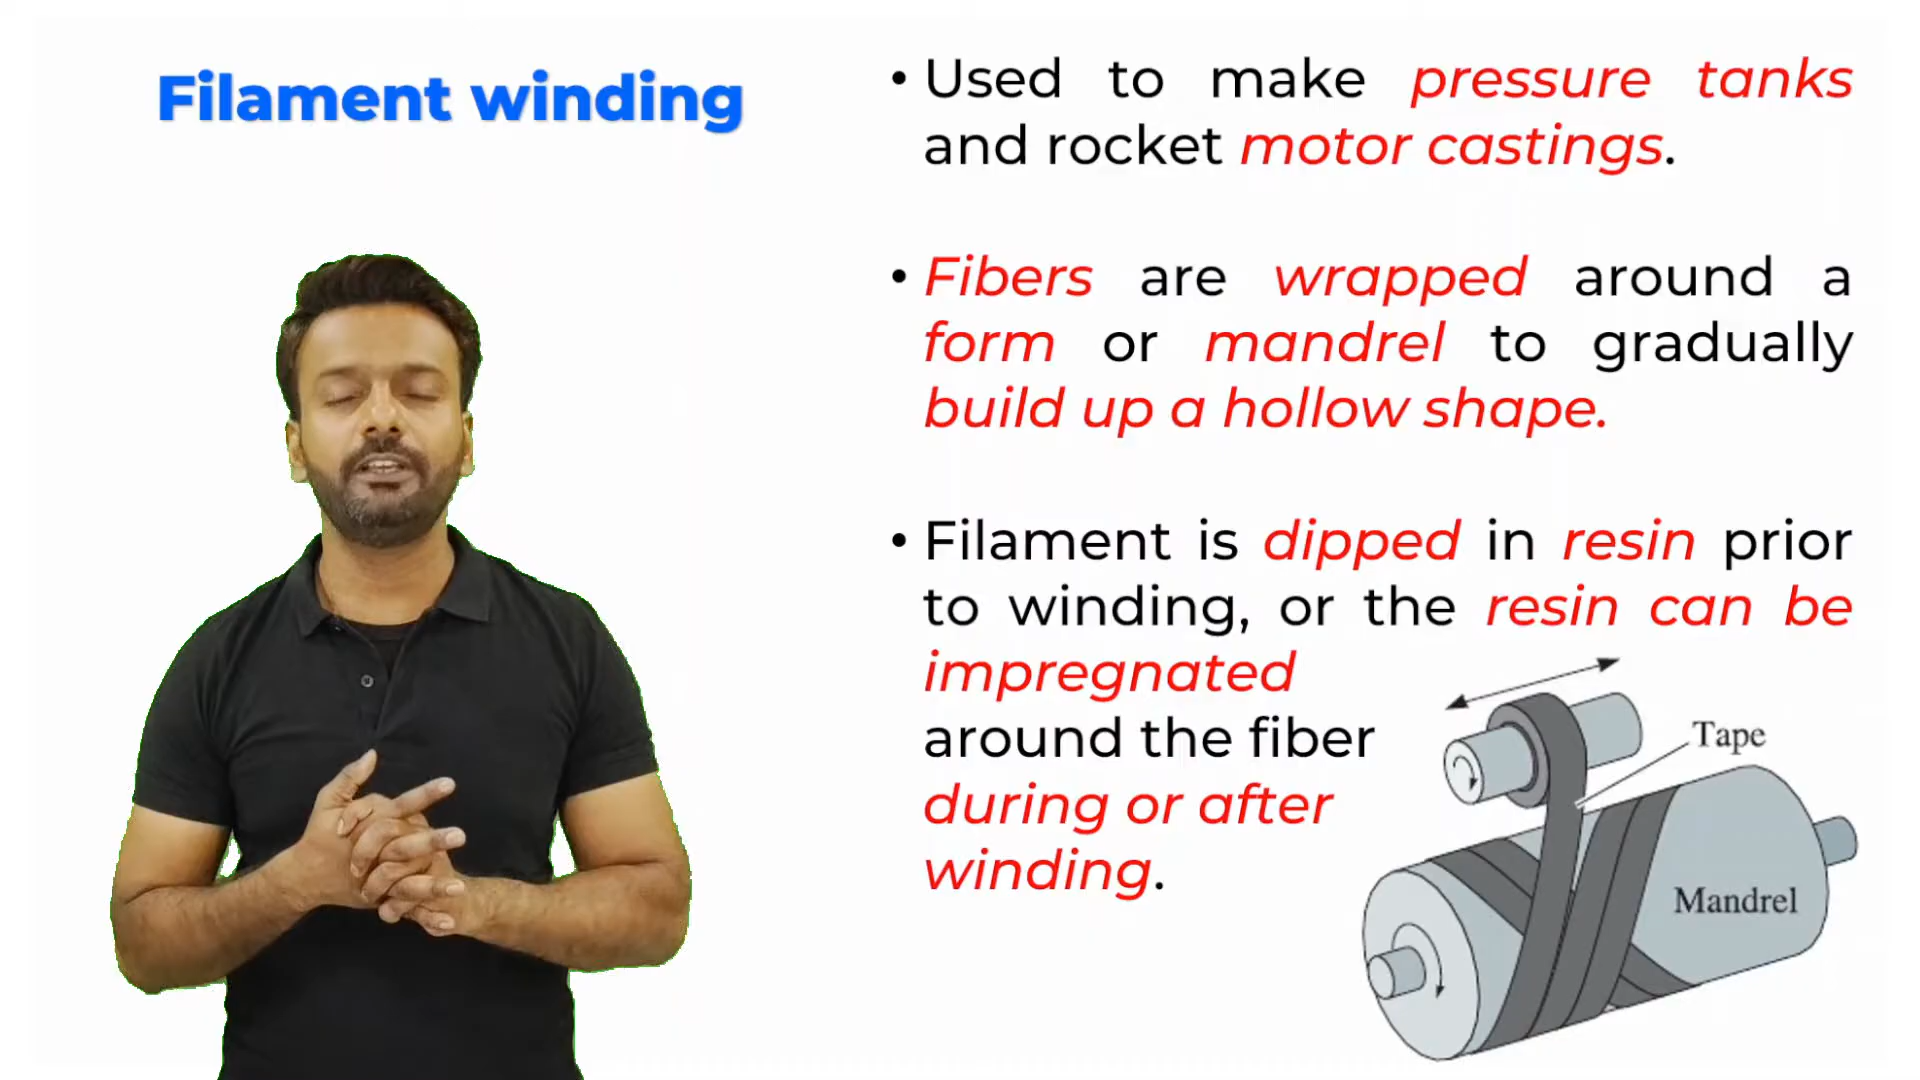 Filament winding
• Used to make pressure tanks
and rocket motor castings.
• Fibers are wrapped around a
form or mandrel to gradually
build up a hollow shape.
• Filament is dipped in resin prior
to winding, or the resin can be
impregnated
around the fiber
during or after
winding.
Tape
Mandrel